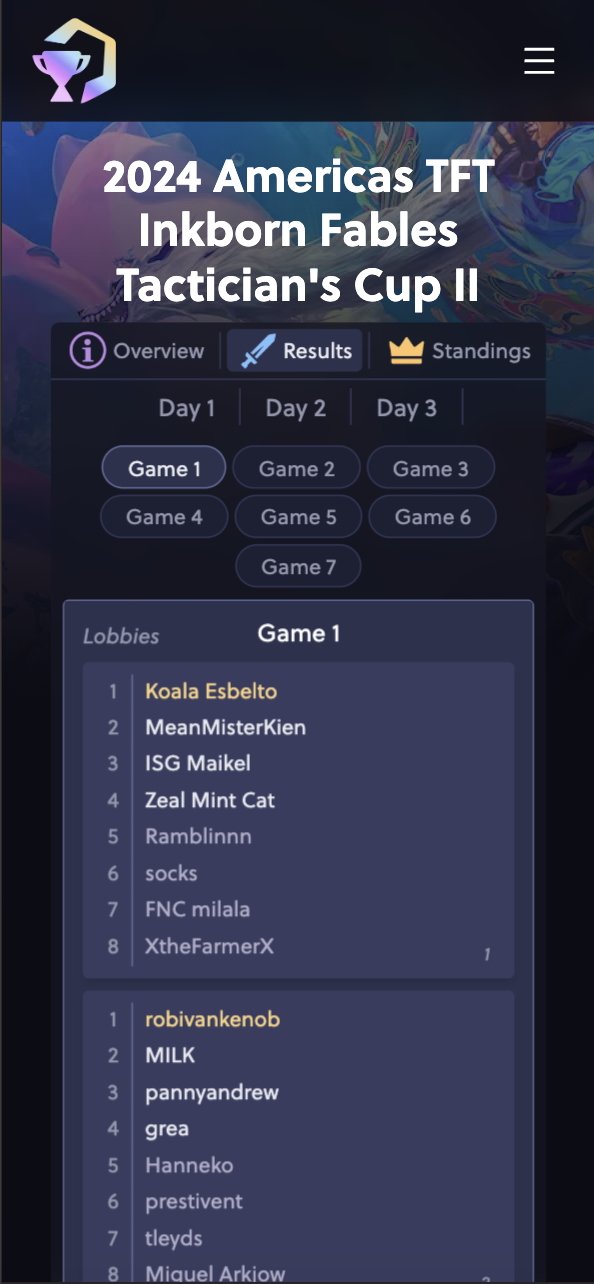 2024 Americas TFT
Inkborn Fables
Tactician's Cup II
Overview Results Standings
Day 1 Day 2 Day 3
Game 1 Game 2 Game 3
Game 4 Game 5 Game 6
Game 7
Lobbies Game 1
1 Koala Esbelto
2 MeanMisterKien
3 ISG Maikel
4 Zeal Mint Cat
5 Ramblinnn
6 socks
7 FNC milala
8 XtheFarmerX
1
1 robivankenob
2 MILK
3 pannyandrew
4 grea
5 Hanneko
6 prestivent
7 tleyds
8 Miguel Arkiow